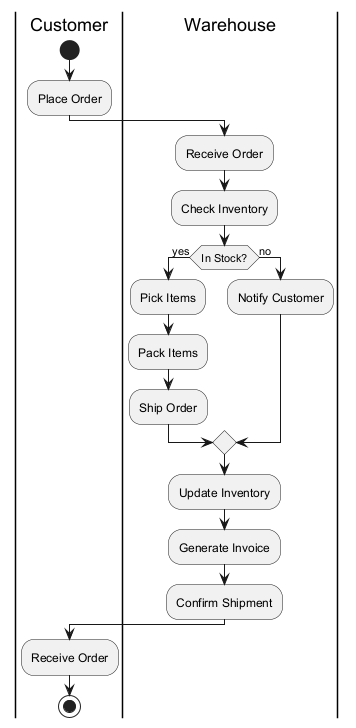 Customer
Warehouse
Place Order
Receive Order
Check Inventory
yes
In Stock?
no
Pick Items
Notify Customer
Pack Items
Ship Order
Update Inventory
Generate Invoice
Confirm Shipment
Receive Order